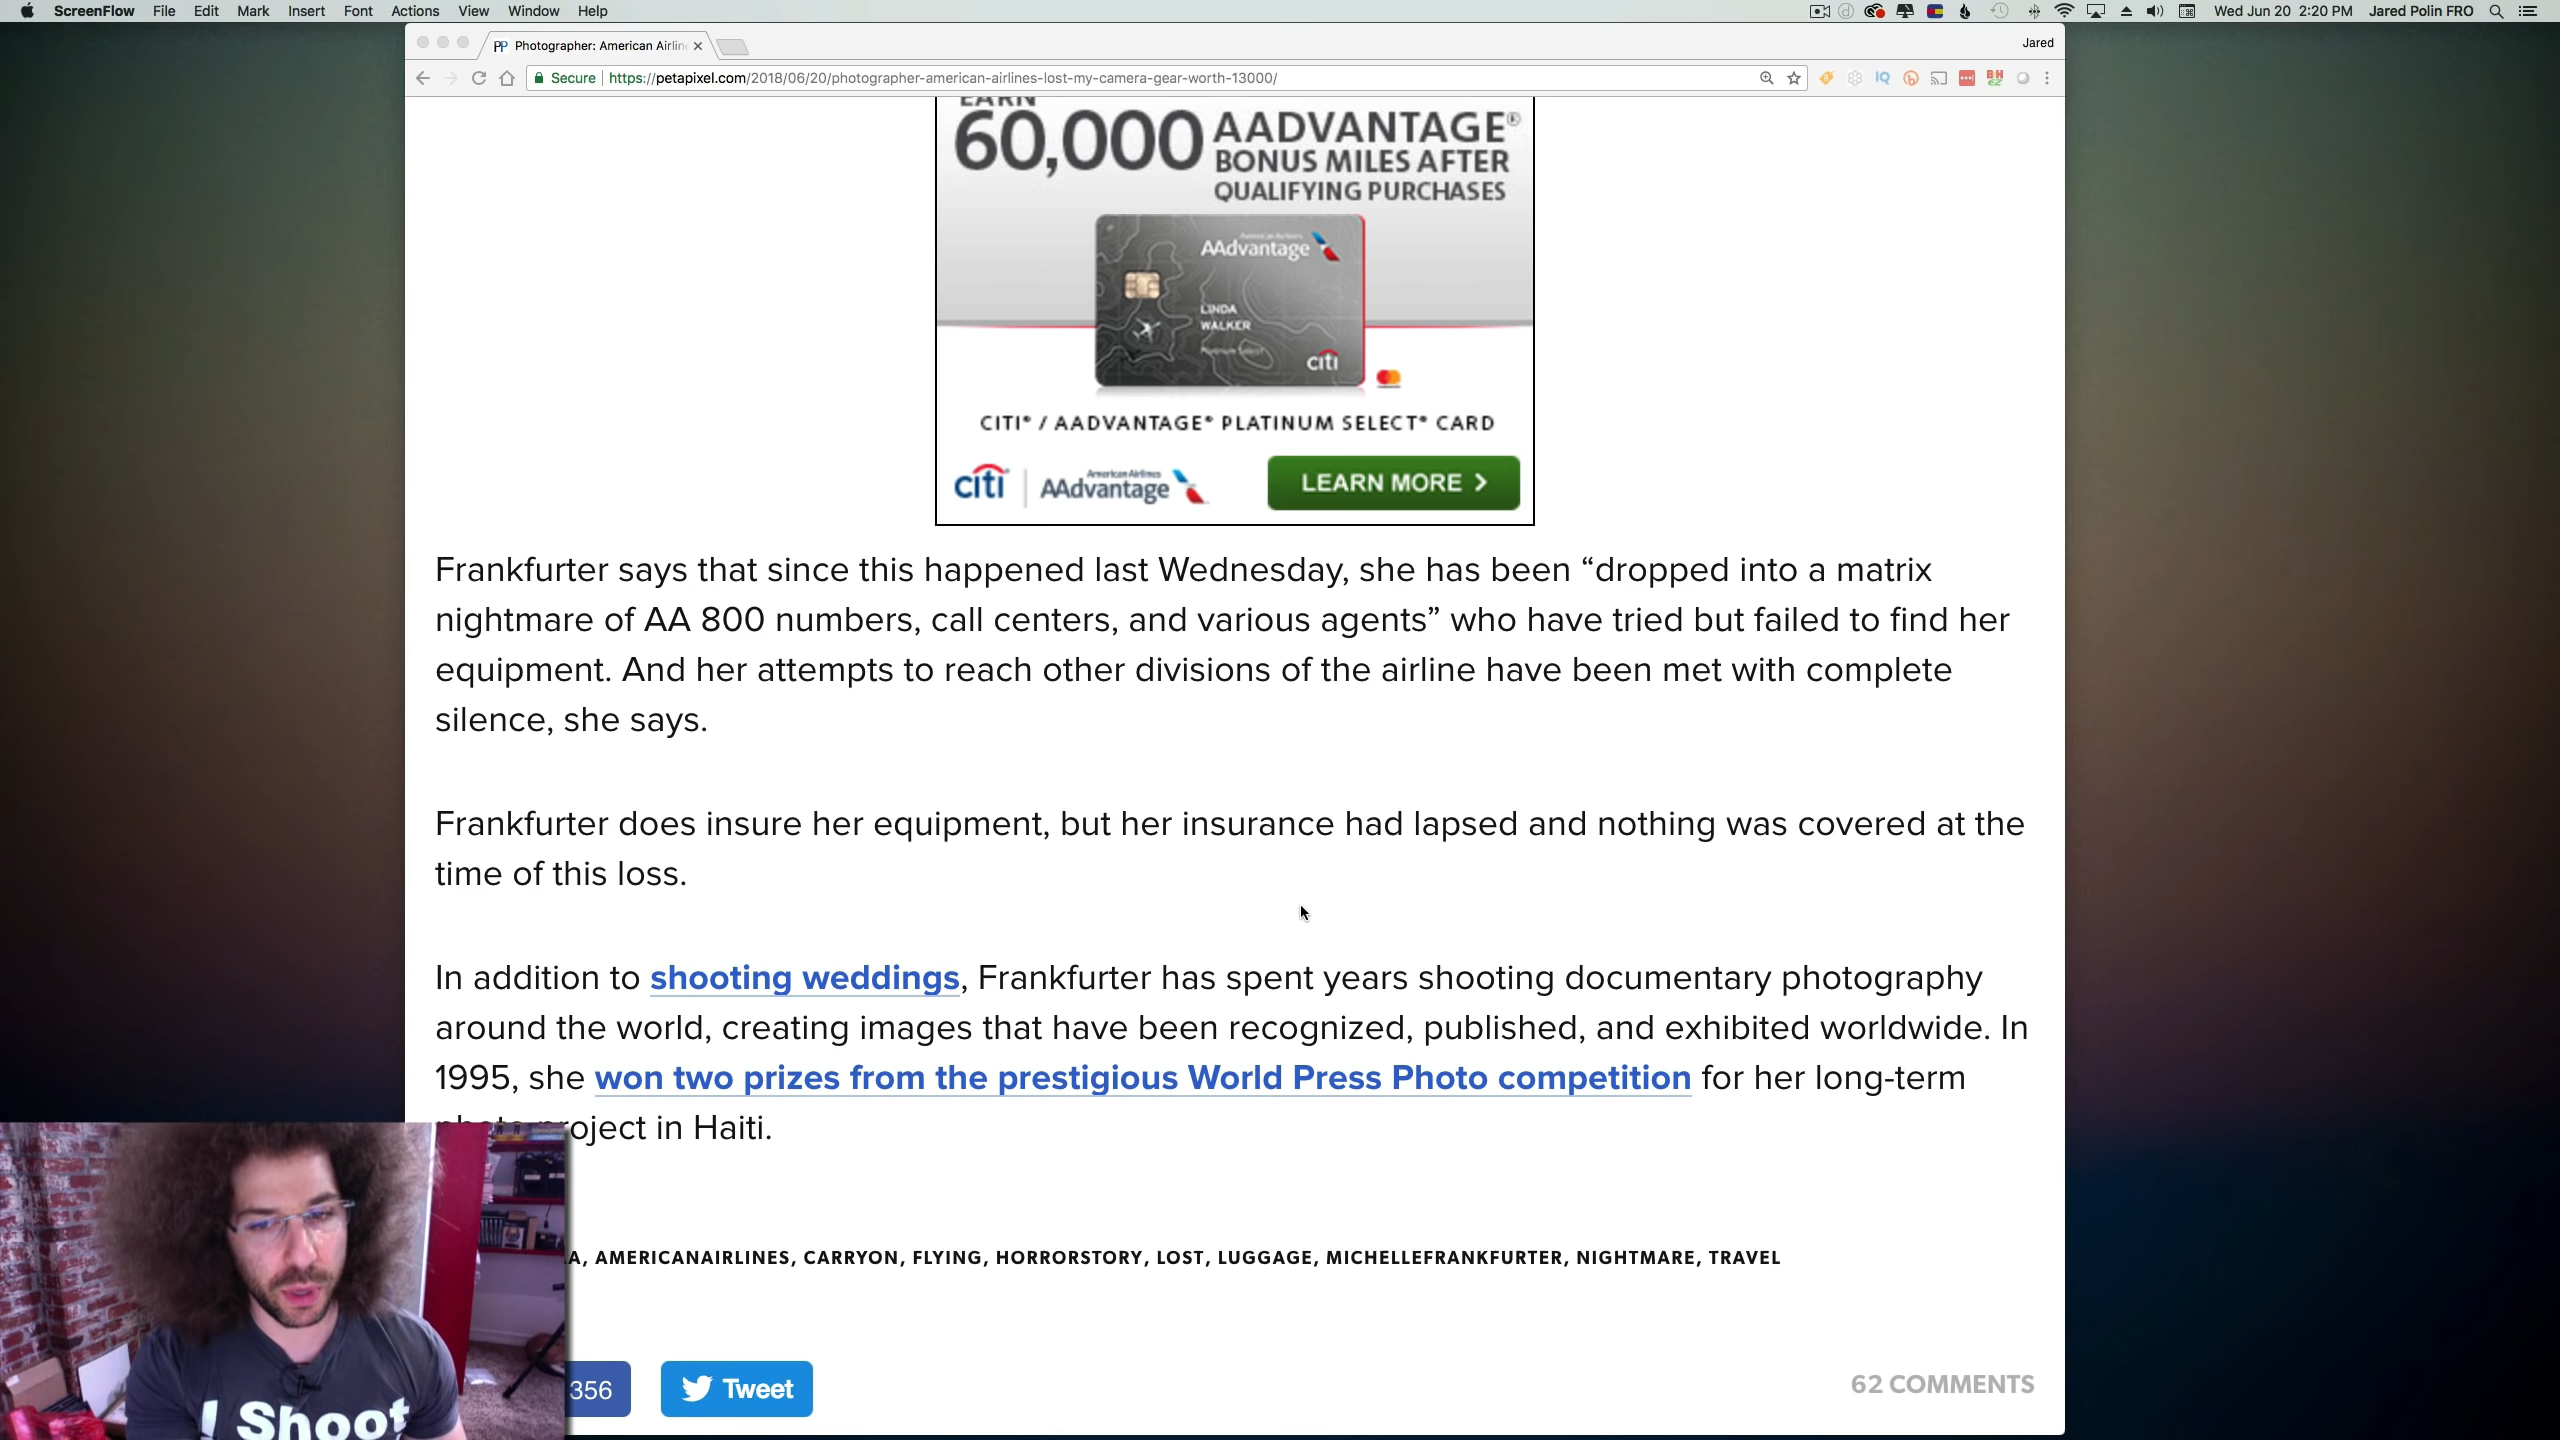 ScreenFlow File Edit Mark Insert Font Actions View Window Help
Wed Jun 20 2:20 PM Jared Polin FRO
Photographer: American Airlin
Jared
Secure https://petapixel.com/2018/06/20/photographer-american-airlines-lost-my-camera-gear-worth-13000/
EARN
60,000 AADVANTAGE®
BONUS MILES AFTER
QUALIFYING PURCHASES
AAdvantage
LINDA
WALKER
Platinum Select
citi
CITI® / AADVANTAGE® PLATINUM SELECT® CARD
citi
American Airlines
AAdvantage
LEARN MORE >
Frankfurter says that since this happened last Wednesday, she has been “dropped into a matrix
nightmare of AA 800 numbers, call centers, and various agents” who have tried but failed to find her
equipment. And her attempts to reach other divisions of the airline have been met with complete
silence, she says.
Frankfurter does insure her equipment, but her insurance had lapsed and nothing was covered at the
time of this loss.
In addition to shooting weddings, Frankfurter has spent years shooting documentary photography
around the world, creating images that have been recognized, published, and exhibited worldwide. In
1995, she won two prizes from the prestigious World Press Photo competition for her long-term
photo project in Haiti.
A, AMERICANAIRLINES, CARRYON, FLYING, HORRORSTORY, LOST, LUGGAGE, MICHELLEFRANKFURTER, NIGHTMARE, TRAVEL
356
Tweet
62 COMMENTS
I Shoot